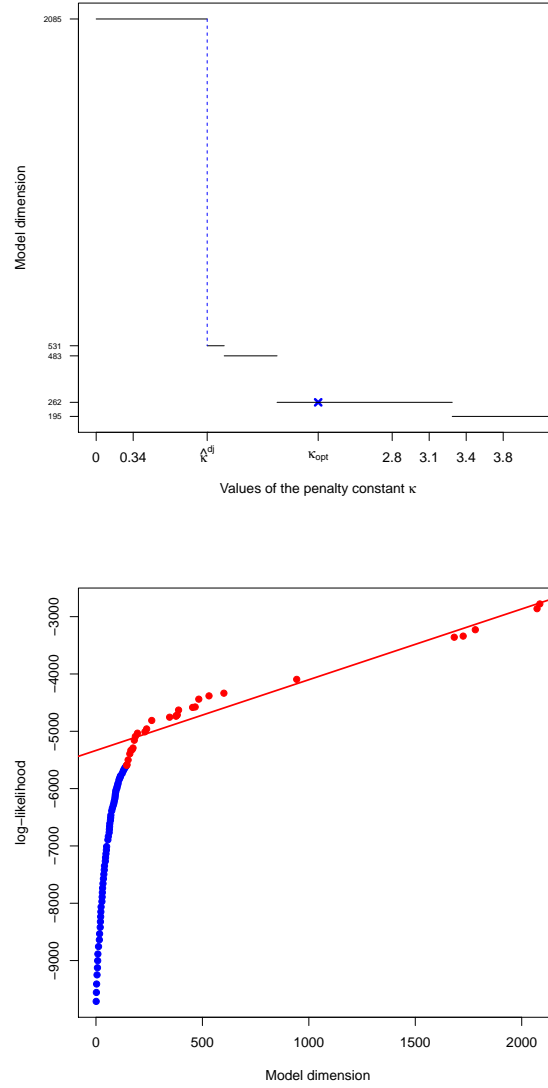 2085
531
483
262
195
Model dimension
0 0.34 κ̂dj κopt 2.8 3.1 3.4 3.8
Values of the penalty constant κ
−3000
−4000
−5000
−6000
−7000
−8000
−9000
log−likelihood
0 500 1000 1500 2000
Model dimension